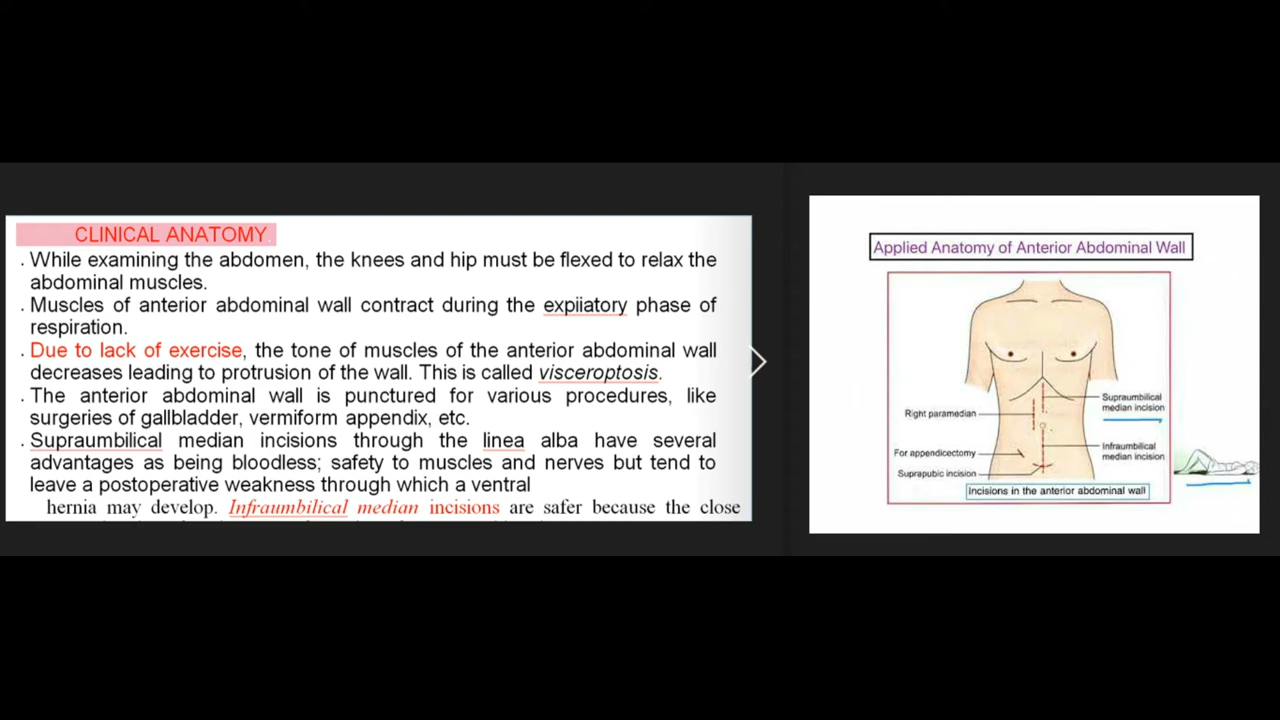 CLINICAL ANATOMY.
. While examining the abdomen, the knees and hip must be flexed to relax the
abdominal muscles.
. Muscles of anterior abdominal wall contract during the expiiatory phase of
respiration.
. Due to lack of exercise, the tone of muscles of the anterior abdominal wall
decreases leading to protrusion of the wall. This is called visceroptosis.
. The anterior abdominal wall is punctured for various procedures, like
surgeries of gallbladder, vermiform appendix, etc.
. Supraumbilical median incisions through the linea alba have several
advantages as being bloodless; safety to muscles and nerves but tend to
leave a postoperative weakness through which a ventral
hernia may develop. Infraumbilical median incisions are safer because the close
Applied Anatomy of Anterior Abdominal Wall
Supraumbilical
median incision
Right paramedian
Infraumbilical
median incision
For appendicectomy
Suprapubic incision
Incisions in the anterior abdominal wall